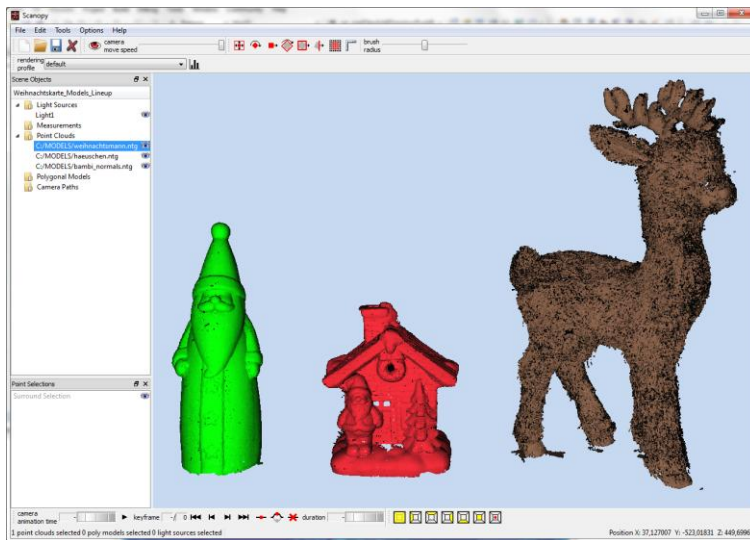 Scanopy
File Edit Tools Options Help
camera
move speed
brush
radius
rendering
profile
default
Scene Objects
Weihnachtskarte_Models_Lineup
Light Sources
Light1
Measurements
Point Clouds
C:/MODELS/weihnachtsmann.ntg
C:/MODELS/haeuschen.ntg
C:/MODELS/bambi_normals.ntg
Polygonal Models
Camera Paths
Point Selections
Surround Selection
camera
animation time
keyframe
-/ 0
duration
1 point clouds selected 0 poly models selected 0 light sources selected
Position X: 37,127007 Y: -523,01831 Z: 449,6996